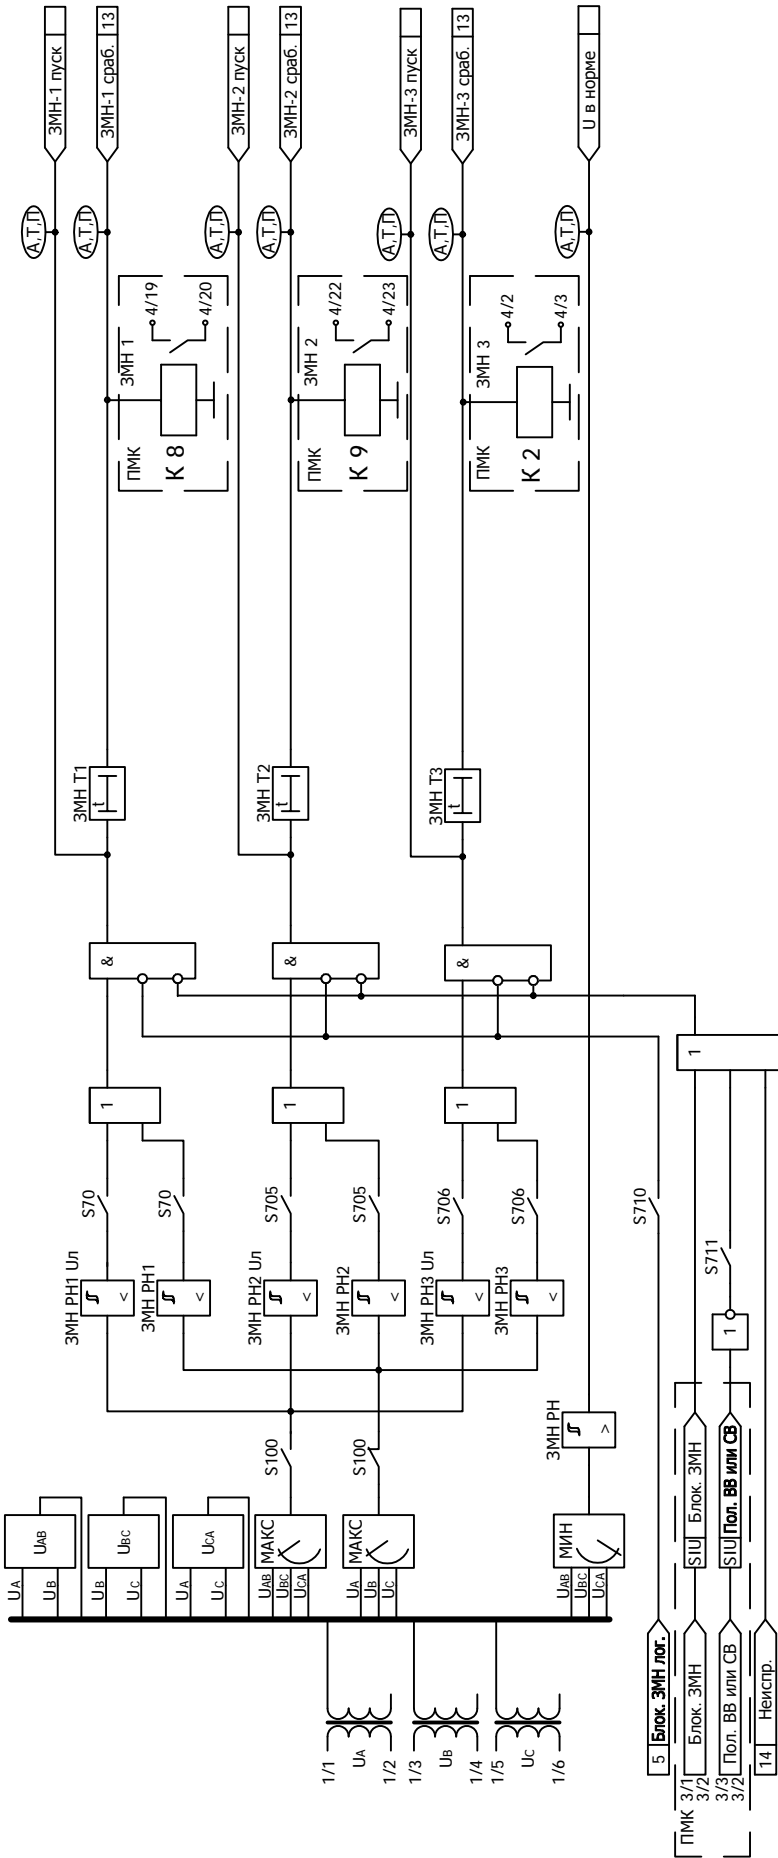 ЗМН-1 пуск
ЗМН-1 сраб. 13
ЗМН-2 пуск
ЗМН-2 сраб. 13
ЗМН-3 пуск
ЗМН-3 сраб. 13
U в норме
А,Т,П
А,Т,П
А,Т,П
А,Т,П
А,Т,П
А,Т,П
А,Т,П
ПМК
ЗМН 1
К 8
4/19
4/20
ПМК
ЗМН 2
К 9
4/22
4/23
ПМК
ЗМН 3
К 2
4/2
4/3
ЗМН Т1
t
ЗМН Т2
t
ЗМН Т3
t
&
&
&
1
1
1
1
S70
S70
S705
S705
S706
S706
S710
S711
ЗМН РН1 Uл
<
ЗМН РН1
<
ЗМН РН2 Uл
<
ЗМН РН2
<
ЗМН РН3 Uл
<
ЗМН РН3
<
1
S100
S100
ЗМН РН
>
UAB
UBC
UCA
МАКС
МАКС
МИН
UA
UB
UB
UC
UA
UC
UAB
UBC
UCA
UA
UB
UC
UAB
UBC
UCA
SIU Блок. ЗМН
SIU Пол. ВВ или СВ
1/1
UA
1/2
1/3
UB
1/4
1/5
UC
1/6
5 Блок. ЗМН лог.
ПМК
3/1
3/2
Блок. ЗМН
3/3
3/2
Пол. ВВ или СВ
14 Неиспр.